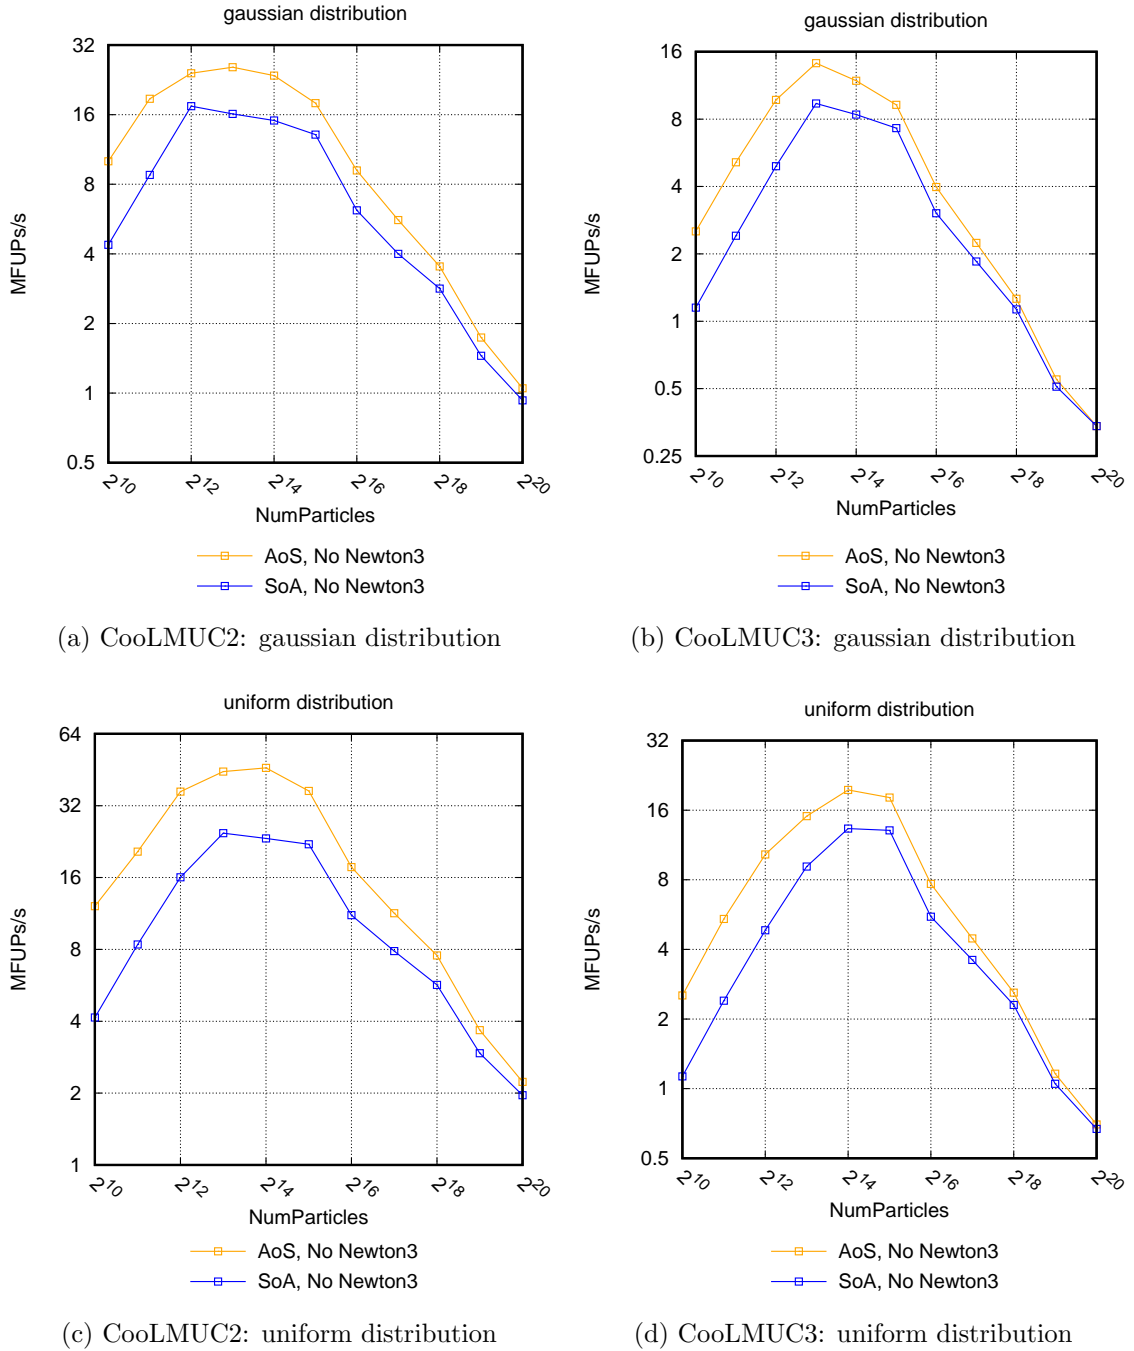 gaussian distribution
32
16
8
4
2
1
0.5
MFUPs/s
2^10
2^12
2^14
2^16
2^18
2^20
NumParticles
AoS, No Newton3
SoA, No Newton3
(a) CooLMUC2: gaussian distribution
gaussian distribution
16
8
4
2
1
0.5
0.25
MFUPs/s
2^10
2^12
2^14
2^16
2^18
2^20
NumParticles
AoS, No Newton3
SoA, No Newton3
(b) CooLMUC3: gaussian distribution
uniform distribution
64
32
16
8
4
2
1
MFUPs/s
2^10
2^12
2^14
2^16
2^18
2^20
NumParticles
AoS, No Newton3
SoA, No Newton3
(c) CooLMUC2: uniform distribution
uniform distribution
32
16
8
4
2
1
0.5
MFUPs/s
2^10
2^12
2^14
2^16
2^18
2^20
NumParticles
AoS, No Newton3
SoA, No Newton3
(d) CooLMUC3: uniform distribution